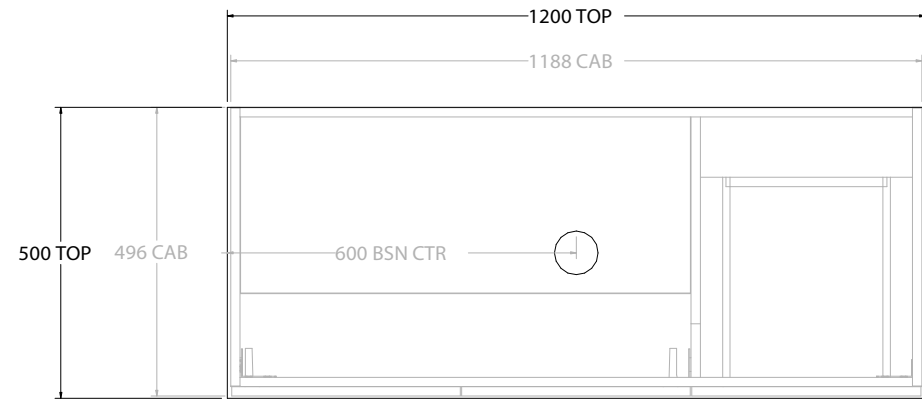 1200 TOP
1188 CAB
500 TOP
496 CAB
600 BSN CTR